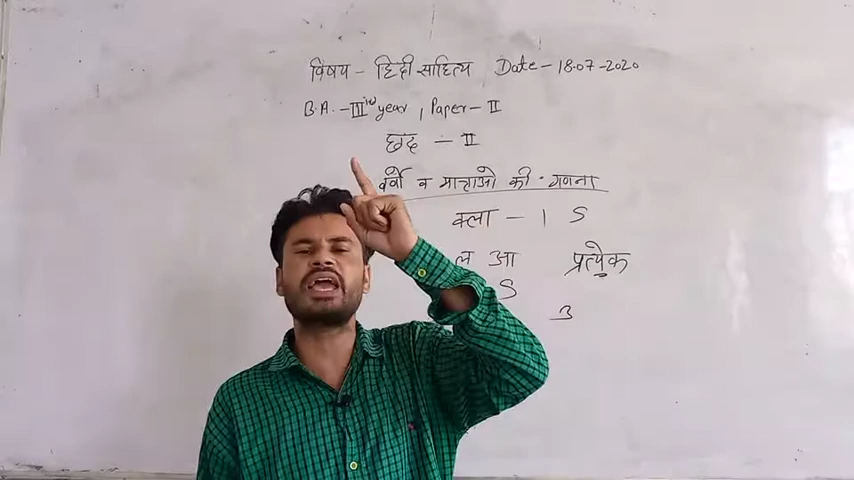 विषय - हिंदी साहित्य Date - 18-07-2020
B.A. - IIIrd year, Paper - II
छंद - II
वर्णो व मात्राओ की - गणना
क्ला - । S
ल आ प्रत्येक
S
3